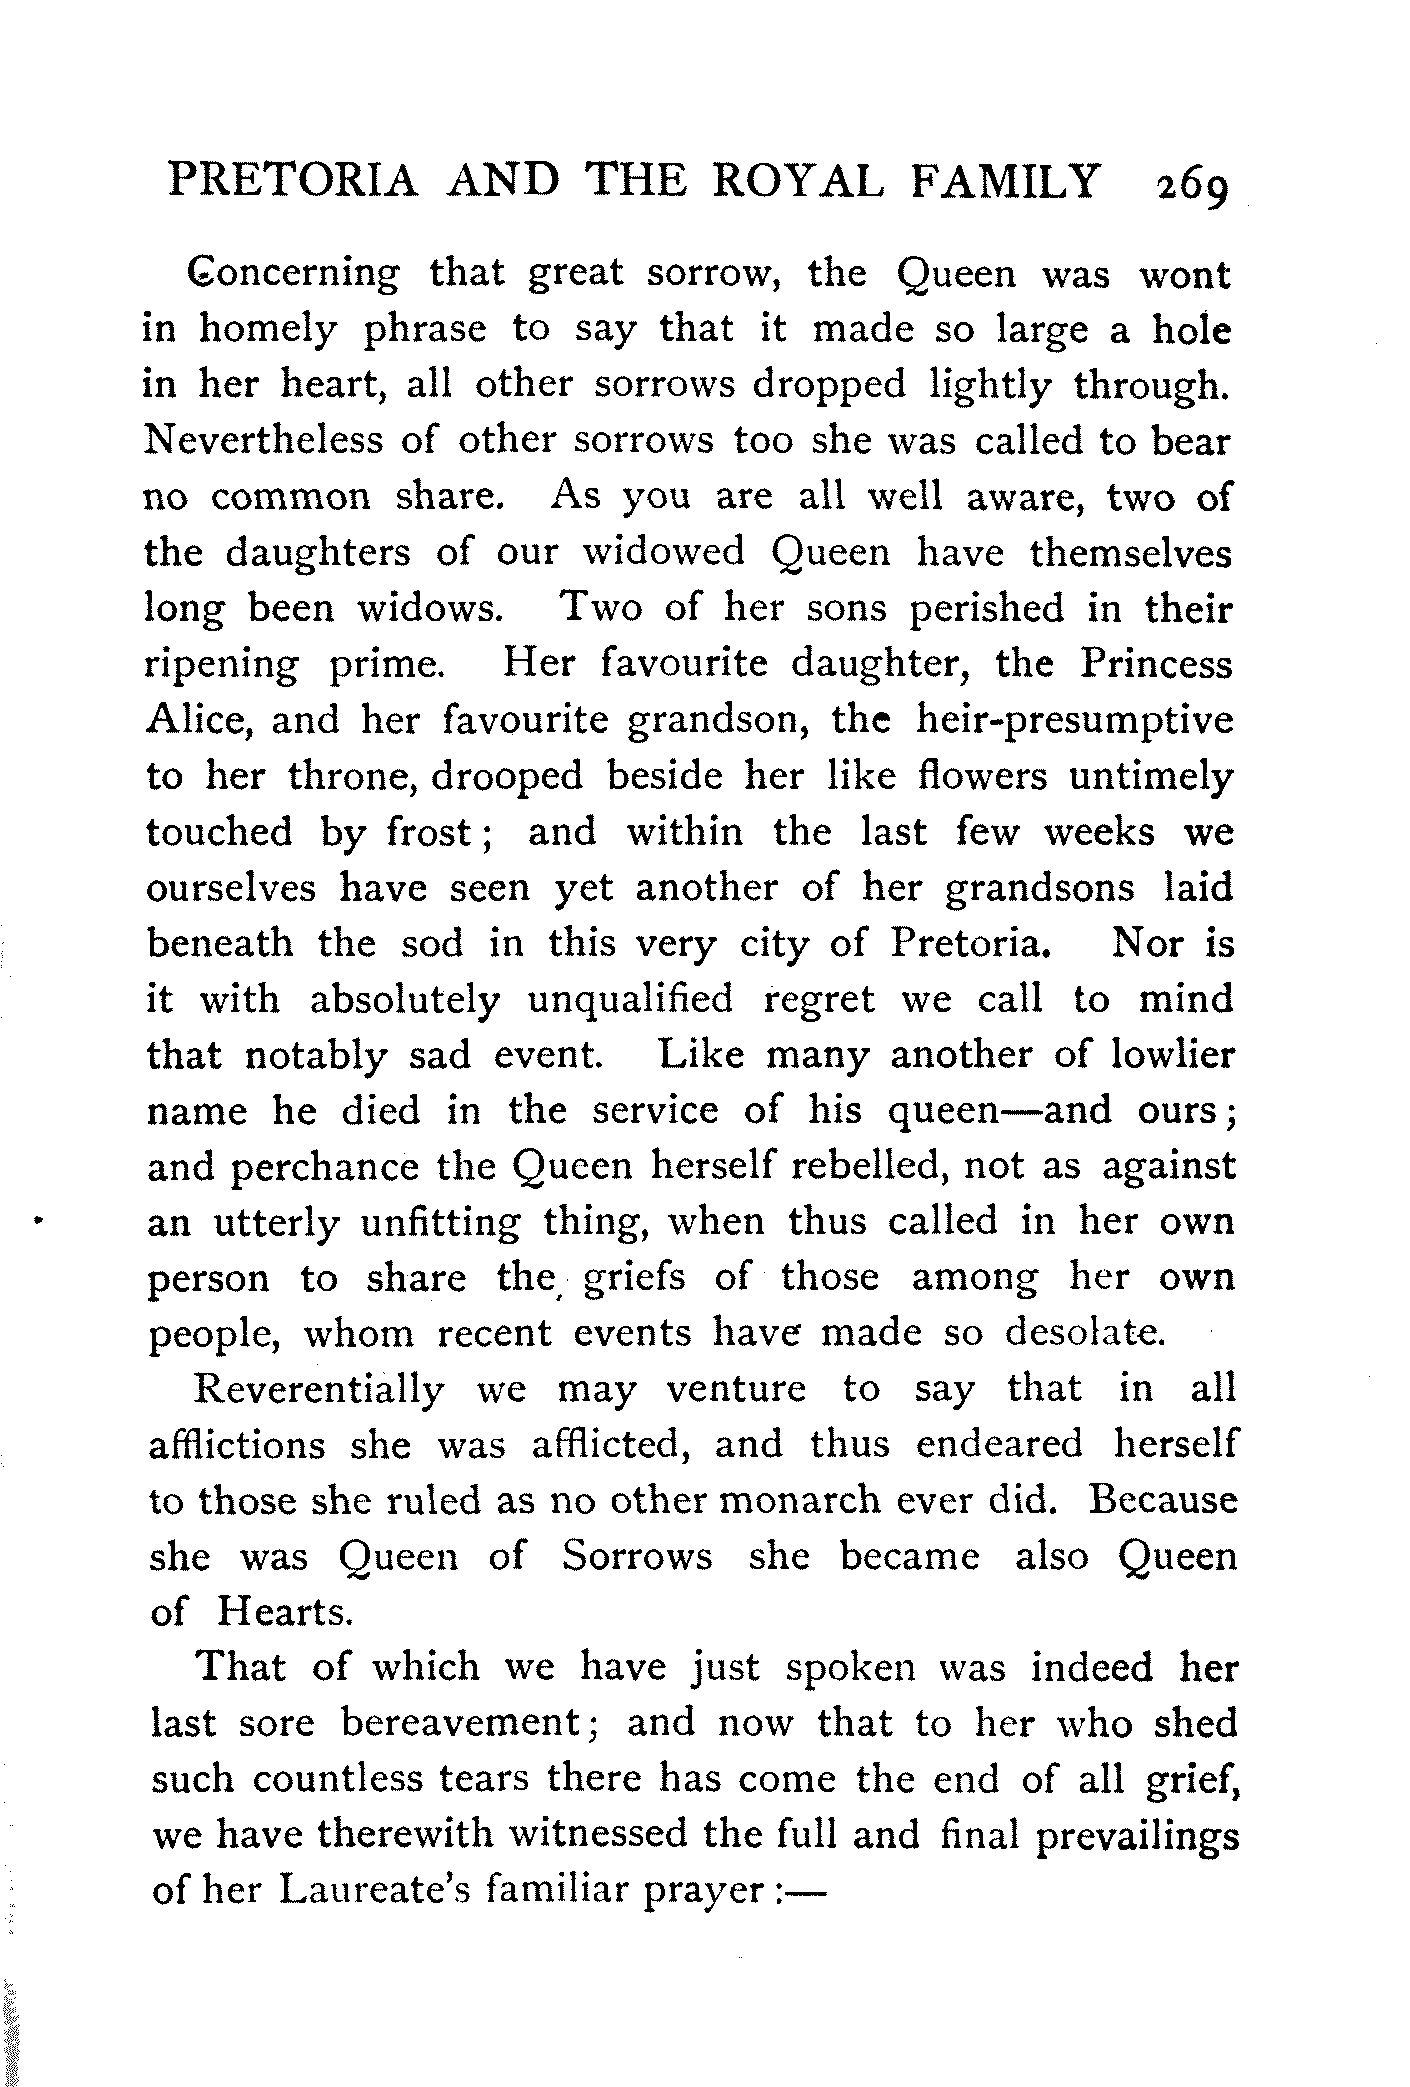 PRETORIA AND THE ROYAL FAMILY 269
Concerning that great sorrow, the Queen was wont
in homely phrase to say that it made so large a hole
in her heart, all other sorrows dropped lightly through.
Nevertheless of other sorrows too she was called to bear
no common share. As you are all well aware, two of
the daughters of our widowed Queen have themselves
long been widows. Two of her sons perished in their
ripening prime. Her favourite daughter, the Princess
Alice, and her favourite grandson, the heir-presumptive
to her throne, drooped beside her like flowers untimely
touched by frost; and within the last few weeks we
ourselves have seen yet another of her grandsons laid
beneath the sod in this very city of Pretoria. Nor is
it with absolutely unqualified regret we call to mind
that notably sad event. Like many another of lowlier
name he died in the service of his queen—and ours;
and perchance the Queen herself rebelled, not as against
an utterly unfitting thing, when thus called in her own
person to share the griefs of those among her own
people, whom recent events have made so desolate.
Reverentially we may venture to say that in all
afflictions she was afflicted, and thus endeared herself
to those she ruled as no other monarch ever did. Because
she was Queen of Sorrows she became also Queen
of Hearts.
That of which we have just spoken was indeed her
last sore bereavement; and now that to her who shed
such countless tears there has come the end of all grief,
we have therewith witnessed the full and final prevailings
of her Laureate's familiar prayer:—